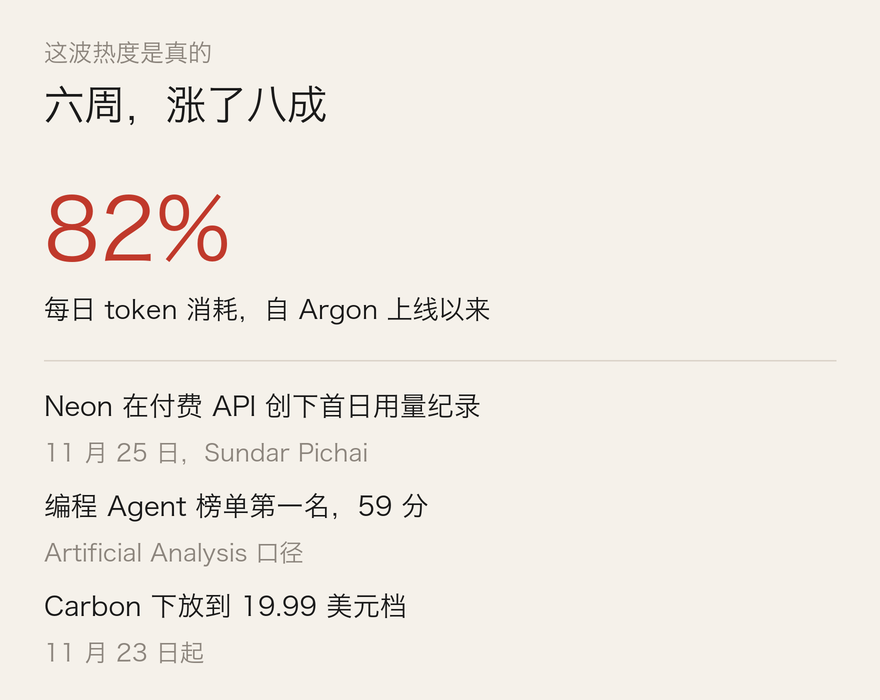 这波热度是真的
六周，涨了八成
82%
每日 token 消耗，自 Argon 上线以来
Neon 在付费 API 创下首日用量纪录
11 月 25 日，Sundar Pichai
编程 Agent 榜单第一名，59 分
Artificial Analysis 口径
Carbon 下放到 19.99 美元档
11 月 23 日起